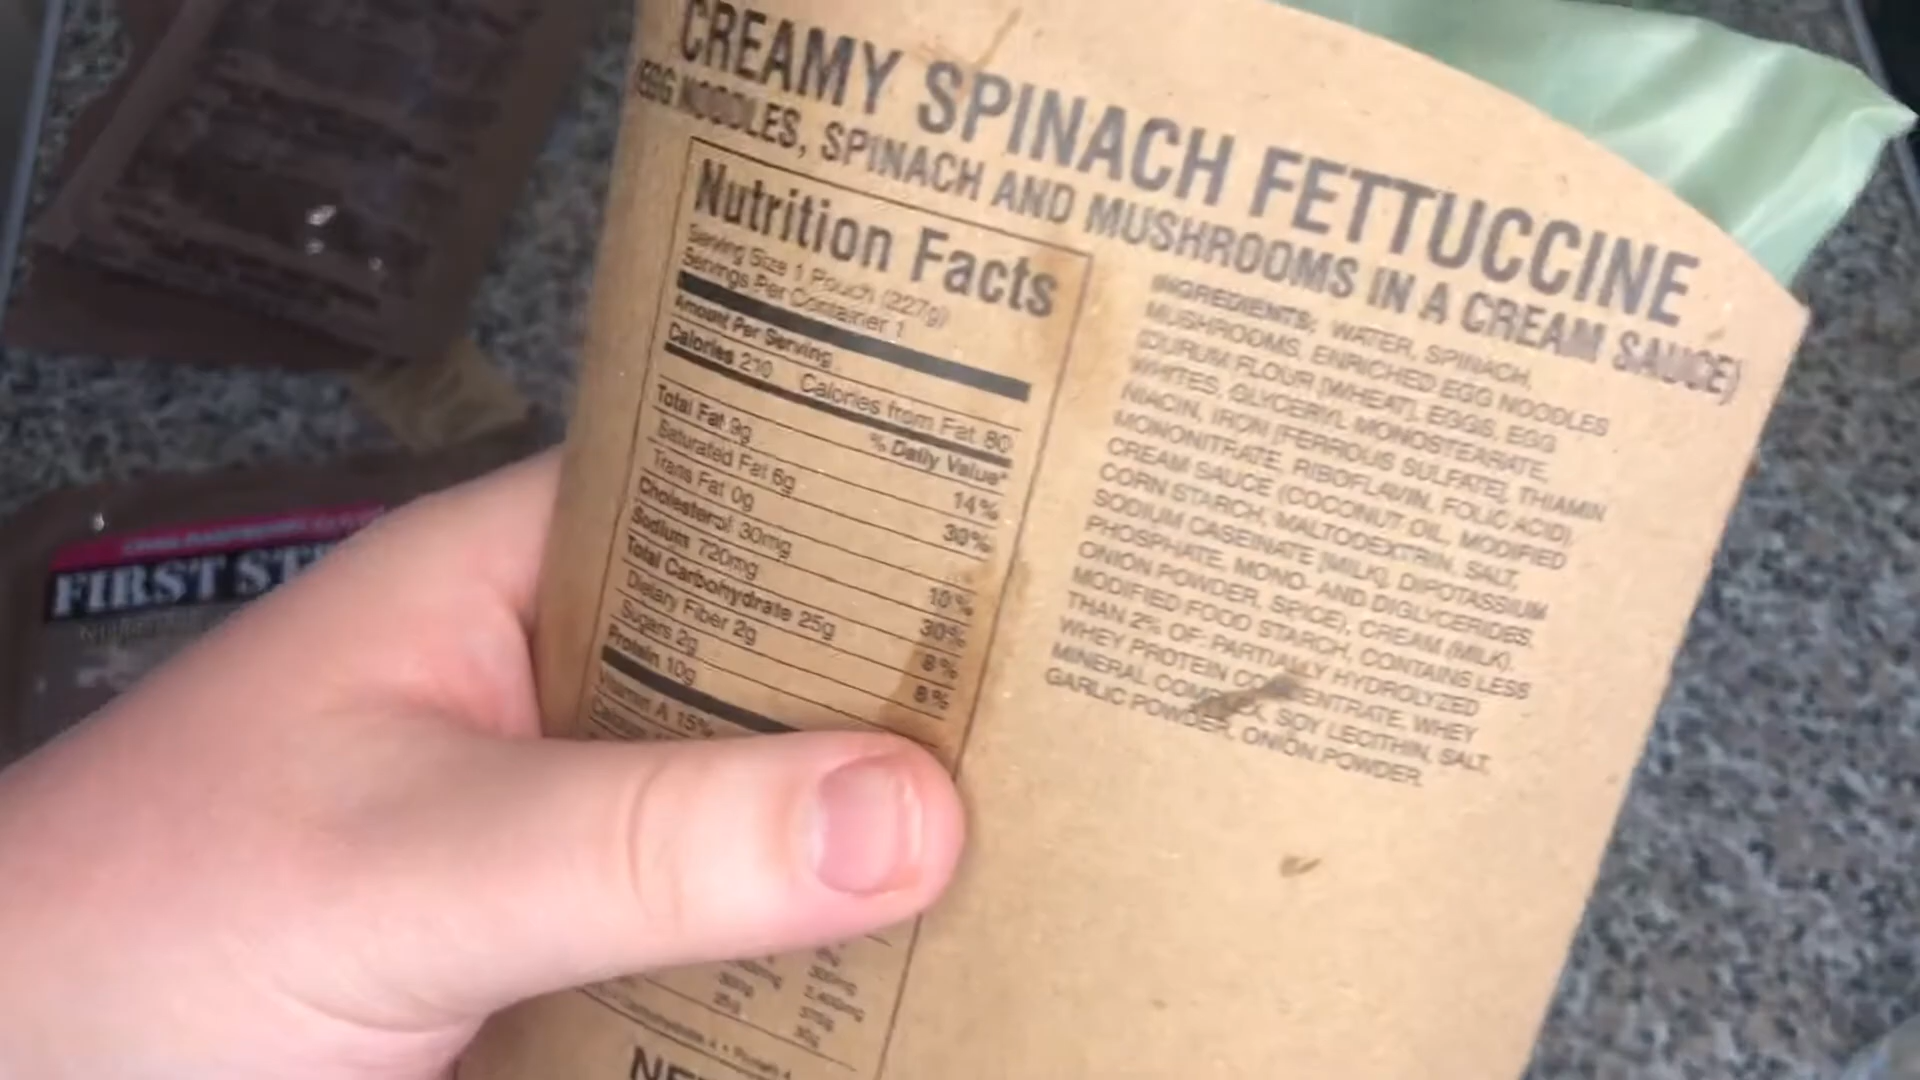 CREAMY SPINACH FETTUCCINE
(EGG NOODLES, SPINACH AND MUSHROOMS IN A CREAM SAUCE)
Nutrition Facts
Serving Size 1 Pouch (227g)
Servings Per Container 1
Amount Per Serving
Calories 210 Calories from Fat 80
% Daily Value*
Total Fat 9g 14%
Saturated Fat 6g 30%
Trans Fat 0g
Cholesterol 30mg 10%
Sodium 720mg 30%
Total Carbohydrate 25g 8%
Dietary Fiber 2g 8%
Sugars 2g
Protein 10g
Vitamin A 15%
INGREDIENTS: WATER, SPINACH,
MUSHROOMS, ENRICHED EGG NOODLES
(DURUM FLOUR [WHEAT], EGGS, EGG
WHITES, GLYCERYL MONOSTEARATE,
NIACIN, IRON [FERROUS SULFATE], THIAMIN
MONONITRATE, RIBOFLAVIN, FOLIC ACID),
CREAM SAUCE (COCONUT OIL, MODIFIED
CORN STARCH, MALTODEXTRIN, SALT,
SODIUM CASEINATE [MILK], DIPOTASSIUM
PHOSPHATE, MONO- AND DIGLYCERIDES,
ONION POWDER, SPICE), CREAM (MILK),
MODIFIED FOOD STARCH, CONTAINS LESS
THAN 2% OF: PARTIALLY HYDROLYZED
WHEY PROTEIN CONCENTRATE, WHEY
MINERAL COMPLEX, SOY LECITHIN, SALT,
GARLIC POWDER, ONION POWDER.
FIRST ST